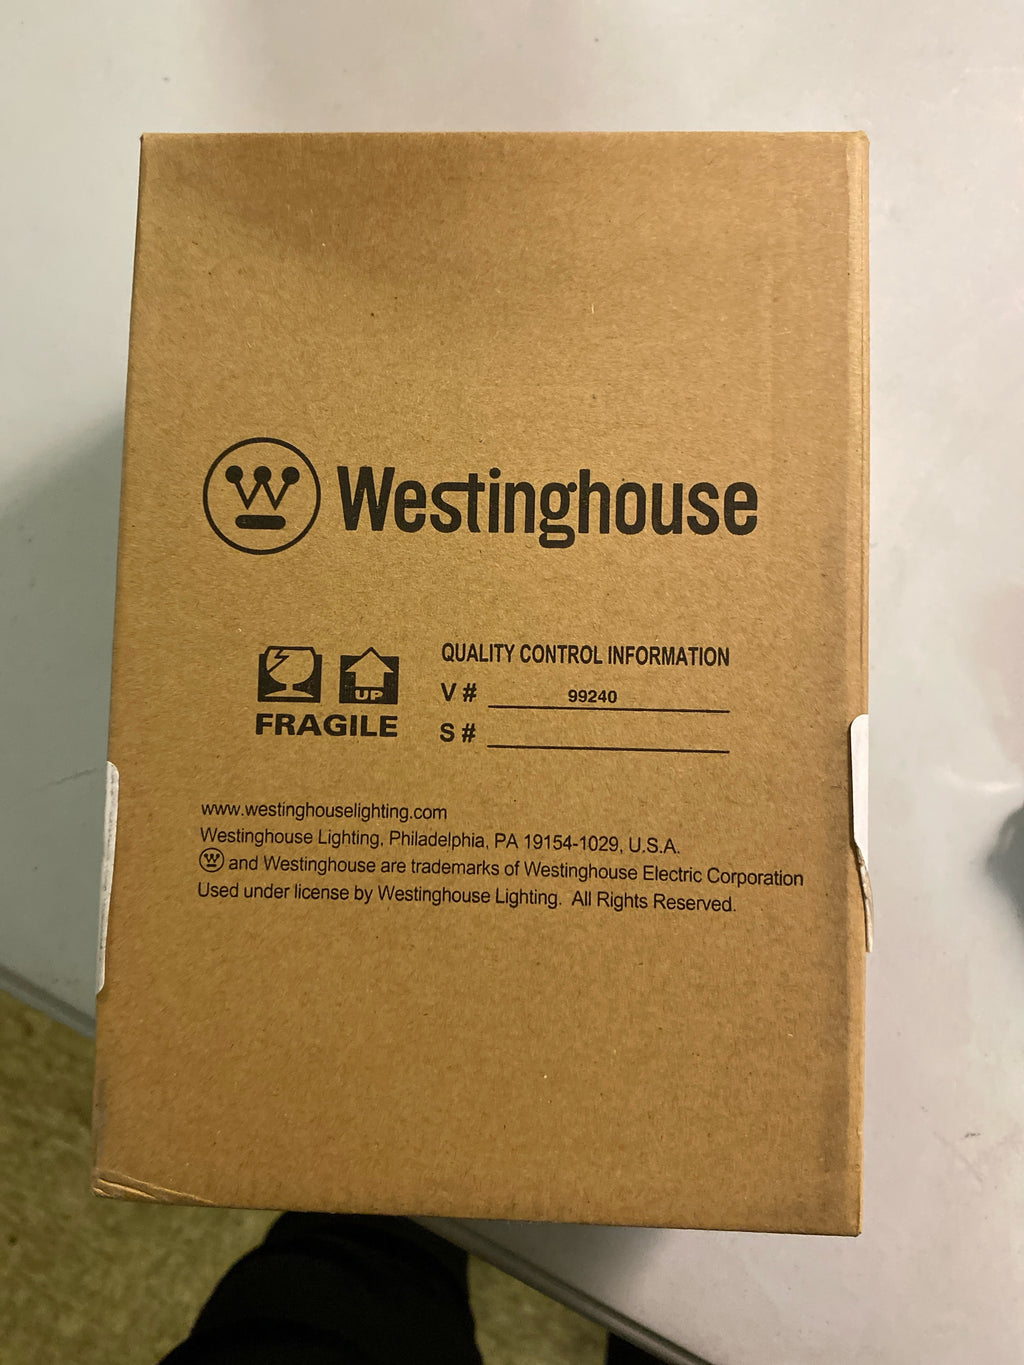 W Westinghouse
UP
FRAGILE
QUALITY CONTROL INFORMATION
V # 99240
S #
www.westinghouselighting.com
Westinghouse Lighting, Philadelphia, PA 19154-1029, U.S.A.
W and Westinghouse are trademarks of Westinghouse Electric Corporation
Used under license by Westinghouse Lighting. All Rights Reserved.